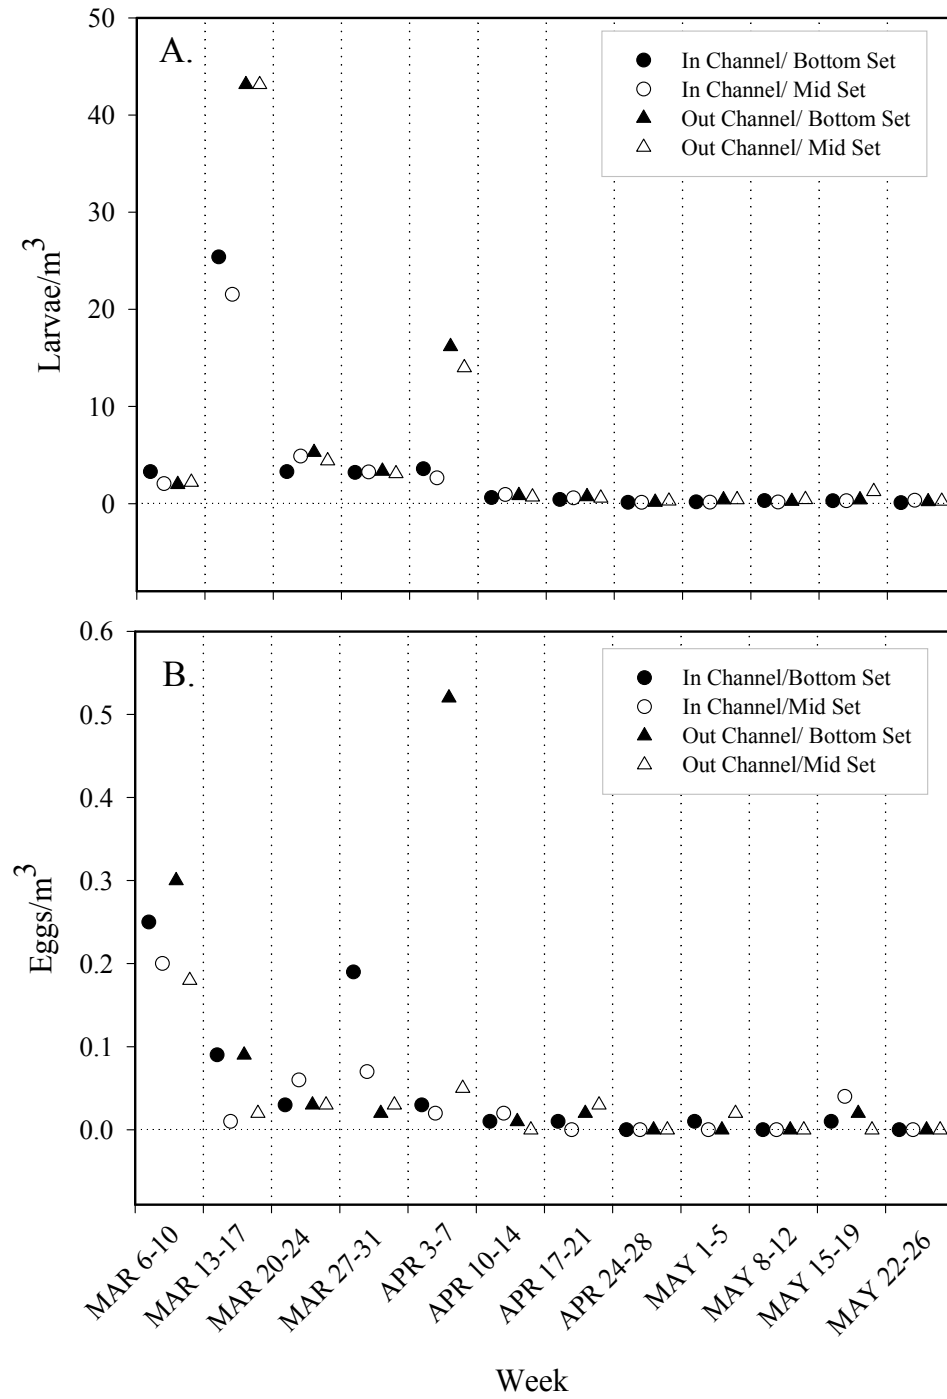 A.
50
40
30
20
10
0
Larvae/m³
In Channel/ Bottom Set
In Channel/ Mid Set
Out Channel/ Bottom Set
Out Channel/ Mid Set
B.
0.6
0.5
0.4
0.3
0.2
0.1
0.0
Eggs/m³
In Channel/Bottom Set
In Channel/Mid Set
Out Channel/ Bottom Set
Out Channel/Mid Set
MAR 6-10
MAR 13-17
MAR 20-24
MAR 27-31
APR 3-7
APR 10-14
APR 17-21
APR 24-28
MAY 1-5
MAY 8-12
MAY 15-19
MAY 22-26
Week